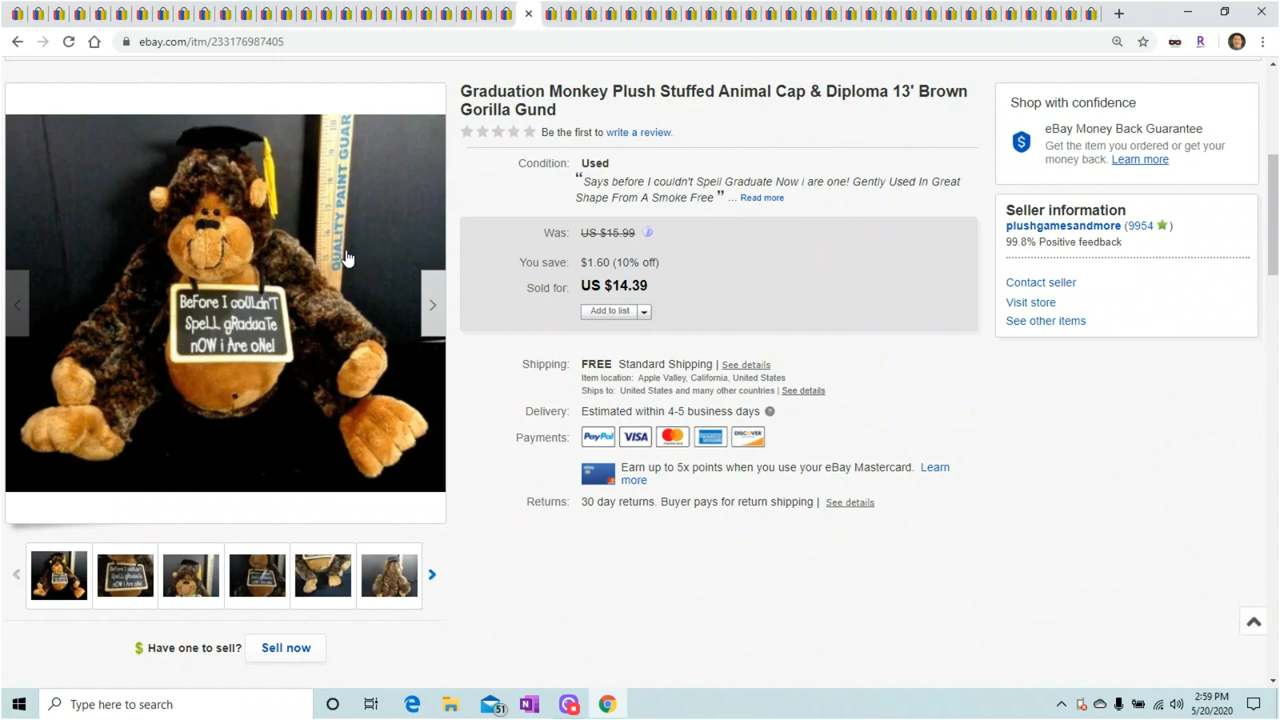 ebay.com/itm/233176987405
Graduation Monkey Plush Stuffed Animal Cap & Diploma 13' Brown
Gorilla Gund
Be the first to write a review.
Condition: Used
“Says before I couldn't Spell Graduate Now i are one! Gently Used In Great
Shape From A Smoke Free ” ... Read more
Was: US $15.99
You save: $1.60 (10% off)
Sold for: US $14.39
Add to list
Shipping: FREE Standard Shipping | See details
Item location: Apple Valley, California, United States
Ships to: United States and many other countries | See details
Delivery: Estimated within 4-5 business days
Payments: PayPal VISA MasterCard AMERICAN EXPRESS DISCOVER
Earn up to 5x points when you use your eBay Mastercard. Learn
more
Returns: 30 day returns. Buyer pays for return shipping | See details
Shop with confidence
eBay Money Back Guarantee
Get the item you ordered or get your
money back. Learn more
Seller information
plushgamesandmore (9954 )
99.8% Positive feedback
Contact seller
Visit store
See other items
QUALITY PAINT GUAR
BeFore I coUldn'T
SpeLL gRaduaTe
nOW i Are oNe!
$ Have one to sell? Sell now
Type here to search
51
2:59 PM
5/20/2020